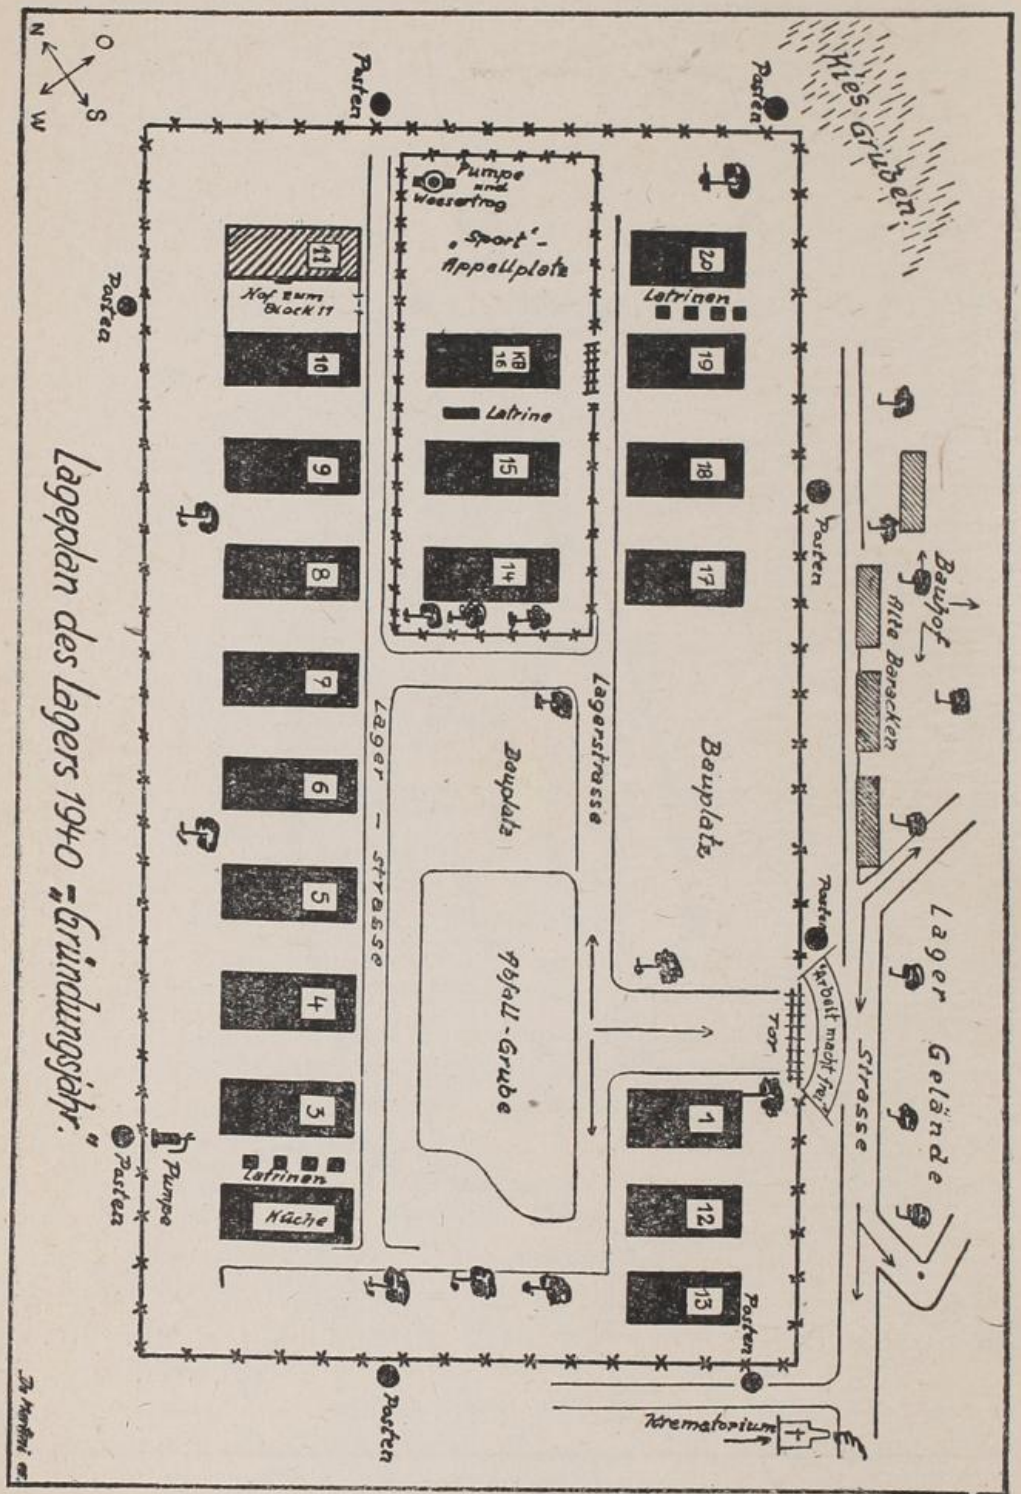 Kies Gruben.
Posten
Posten
N
O
S
W
Pumpe
und
Wassertrog
"Sport"-
Appellplatz
20
Latrinen
11
Hof zum
Block 11
Posten
10
KB
16
19
Latrine
9
15
18
Posten
8
14
17
Bauhof
Alte Baracken
7
Lager - strasse
Lagerstrasse
Bauplatz
Bauplatz
6
5
Posten
4
Abfall-Grube
Tor
"Arbeit macht frei"
Strasse
Lager Gelände
3
1
Latrinen
Pumpe
Posten
Küche
12
13
Posten
Posten
Krematorium
Lageplan des Lagers 1940 = "Gründungsjahr."